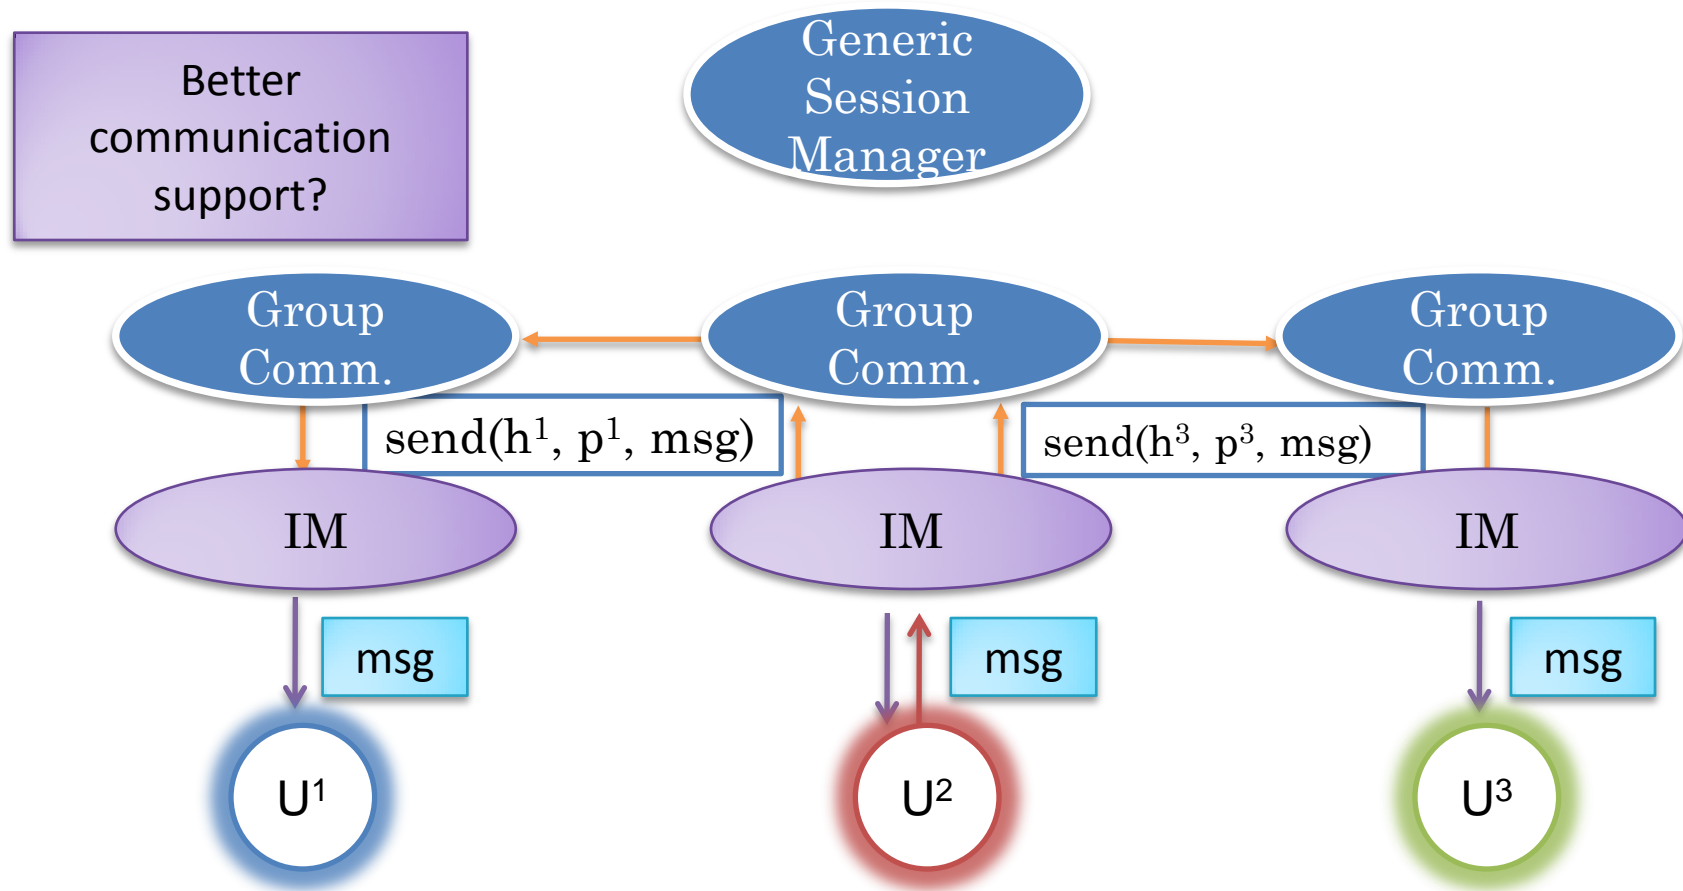 Better
communication
support?
Generic
Session
Manager
Group
Comm.
Group
Comm.
Group
Comm.
send(h¹, p¹, msg)
send(h³, p³, msg)
IM
IM
IM
msg
msg
msg
U¹
U²
U³